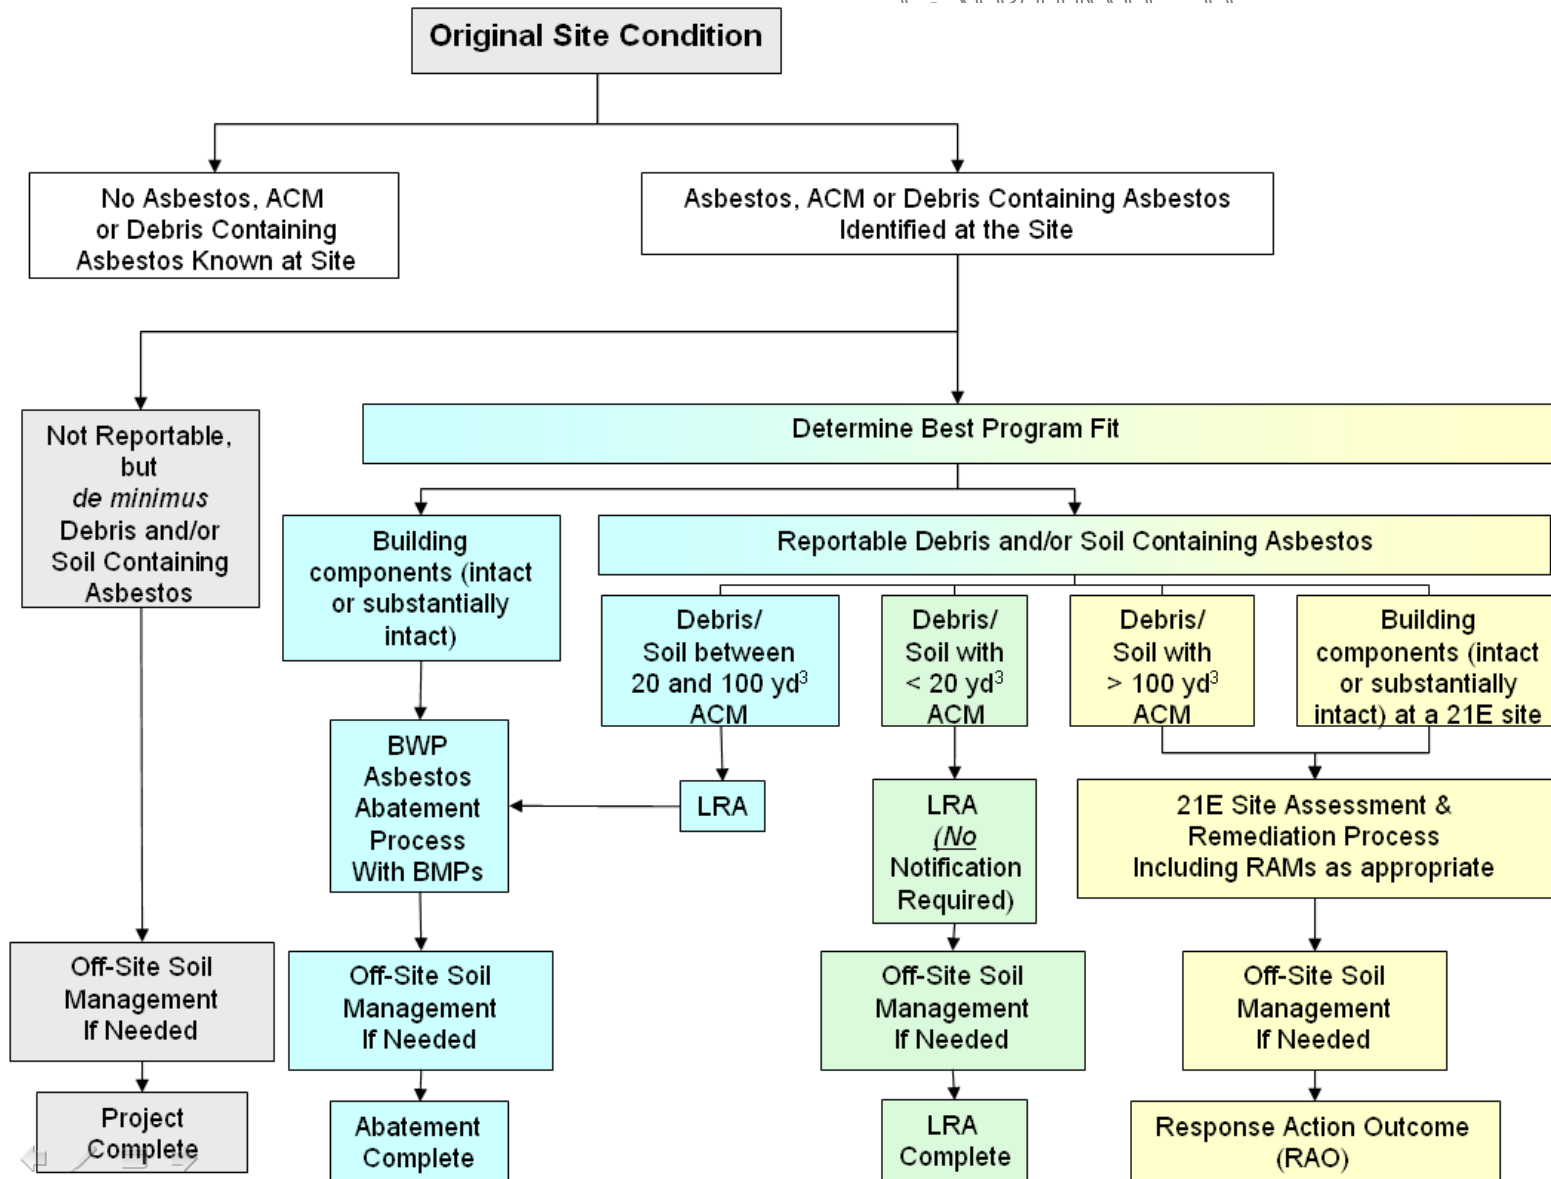 Original Site Condition
No Asbestos, ACM
or Debris Containing
Asbestos Known at Site
Asbestos, ACM or Debris Containing Asbestos
Identified at the Site
Not Reportable,
but
de minimus
Debris and/or
Soil Containing
Asbestos
Determine Best Program Fit
Building
components (intact
or substantially
intact)
Reportable Debris and/or Soil Containing Asbestos
Debris/
Soil between
20 and 100 yd³
ACM
Debris/
Soil with
< 20 yd³
ACM
Debris/
Soil with
> 100 yd³
ACM
Building
components (intact
or substantially
intact) at a 21E site
BWP
Asbestos
Abatement
Process
With BMPs
LRA
LRA
(No
Notification
Required)
21E Site Assessment &
Remediation Process
Including RAMs as appropriate
Off-Site Soil
Management
If Needed
Off-Site Soil
Management
If Needed
Off-Site Soil
Management
If Needed
Off-Site Soil
Management
If Needed
Project
Complete
Abatement
Complete
LRA
Complete
Response Action Outcome
(RAO)